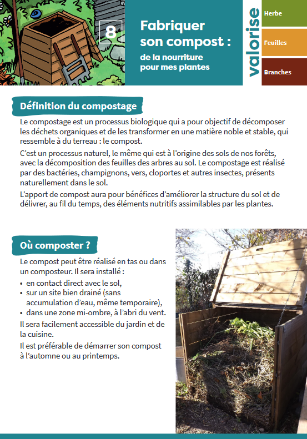 8
Fabriquer
son compost :
de la nourriture
pour mes plantes
valorise
Herbe
Feuilles
Branches
Définition du compostage
Le compostage est un processus biologique qui a pour objectif de décomposer
les déchets organiques et de les transformer en une matière noble et stable, qui
ressemble à du terreau : le compost.
C'est un processus naturel, le même qui est à l'origine des sols de nos forêts,
avec la décomposition des feuilles des arbres au sol. Le compostage est réalisé
par des bactéries, champignons, vers, cloportes et autres insectes, présents
naturellement dans le sol.
L'apport de compost aura pour bénéfices d'améliorer la structure du sol et de
délivrer, au fil du temps, des éléments nutritifs assimilables par les plantes.
Où composter ?
Le compost peut être réalisé en tas ou dans
un composteur. Il sera installé :
• en contact direct avec le sol,
• sur un site bien drainé (sans
accumulation d'eau, même temporaire),
• dans une zone mi-ombre, à l'abri du vent.
Il sera facilement accessible du jardin et de
la cuisine.
Il est préférable de démarrer son compost
à l'automne ou au printemps.